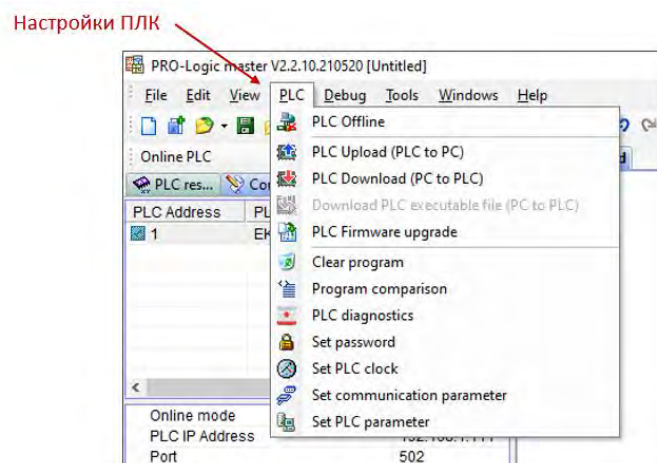 Настройки ПЛК
PRO-Logic master V2.2.10.210520 [Untitled]
File Edit View PLC Debug Tools Windows Help
PLC Offline
Online PLC
PLC Upload (PLC to PC)
PLC res...
PLC Download (PC to PLC)
PLC Address
Download PLC executable file (PC to PLC)
1
PLC Firmware upgrade
Clear program
Program comparison
PLC diagnostics
Set password
Set PLC clock
Set communication parameter
Online mode
Set PLC parameter
PLC IP Address
Port 502